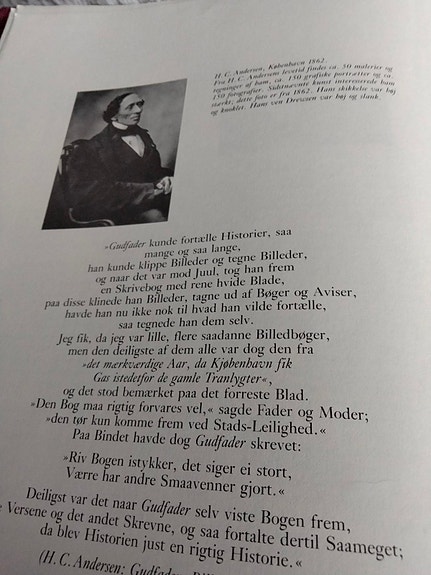 H. C. Andersen, København 1862.
Fra H. C. Andersens levetid findes ca. 50 malerier og
tegninger af ham, ca. 150 grafiske portrætter og ca.
150 fotografier. Sidstnævnte kunst interesserede ham
stærkt; dette foto er fra 1862. Hans skikkelse var høj
og knoklet. Hans ven Drewsen var høj og slank.
»Gudfader kunde fortælle Historier, saa
mange og saa lange,
han kunde klippe Billeder og tegne Billeder,
og naar det var mod Juul, tog han frem
en Skrivebog med rene hvide Blade,
paa disse klinede han Billeder, tagne ud af Bøger og Aviser,
havde han nu ikke nok til hvad han vilde fortælle,
saa tegnede han dem selv.
Jeg fik, da jeg var lille, flere saadanne Billedbøger,
men den deiligste af dem alle var dog den fra
»det mærkværdige Aar, da Kjøbenhavn fik
Gas istedetfor de gamle Tranlygter«,
og det stod bemærket paa det forreste Blad.
»Den Bog maa rigtig forvares vel,« sagde Fader og Moder;
»den tør kun komme frem ved Stads-Leilighed.«
Paa Bindet havde dog Gudfader skrevet:
»Riv Bogen istykker, det siger ei stort,
Værre har andre Smaavenner gjort.«
Deiligst var det naar Gudfader selv viste Bogen frem,
Versene og det andet Skrevne, og saa fortalte dertil Saameget;
da blev Historien just en rigtig Historie.«
(H. C. Andersen: Gudfaders